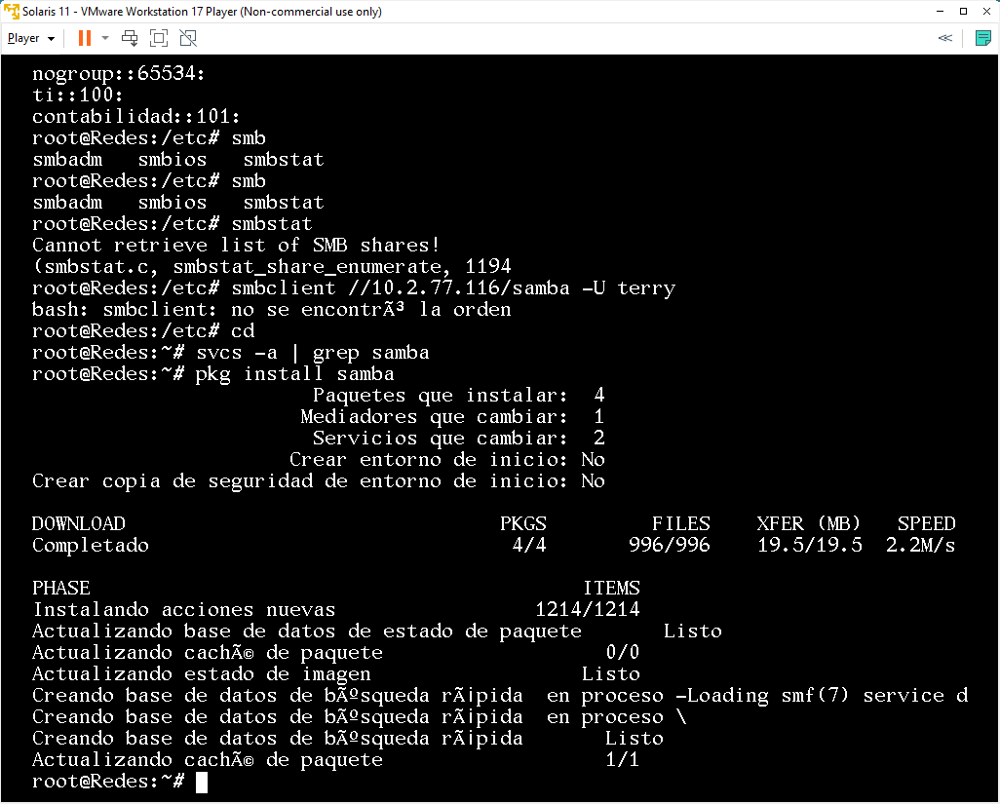 Solaris 11 - VMware Workstation 17 Player (Non-commercial use only)
Player
nogroup::65534:
ti::100:
contabilidad::101:
root@Redes:/etc# smb
smbadm smbios smbstat
root@Redes:/etc# smb
smbadm smbios smbstat
root@Redes:/etc# smbstat
Cannot retrieve list of SMB shares!
(smbstat.c, smbstat_share_enumerate, 1194
root@Redes:/etc# smbclient //10.2.77.116/samba -U terry
bash: smbclient: no se encontrÃ³ la orden
root@Redes:/etc# cd
root@Redes:~# svcs -a | grep samba
root@Redes:~# pkg install samba
Paquetes que instalar: 4
Mediadores que cambiar: 1
Servicios que cambiar: 2
Crear entorno de inicio: No
Crear copia de seguridad de entorno de inicio: No
DOWNLOAD PKGS FILES XFER (MB) SPEED
Completado 4/4 996/996 19.5/19.5 2.2M/s
PHASE ITEMS
Instalando acciones nuevas 1214/1214
Actualizando base de datos de estado de paquete Listo
Actualizando cachÃ© de paquete 0/0
Actualizando estado de imagen Listo
Creando base de datos de bÃºsqueda rÃ¡pida en proceso -Loading smf(7) service d
Creando base de datos de bÃºsqueda rÃ¡pida en proceso \
Creando base de datos de bÃºsqueda rÃ¡pida Listo
Actualizando cachÃ© de paquete 1/1
root@Redes:~#